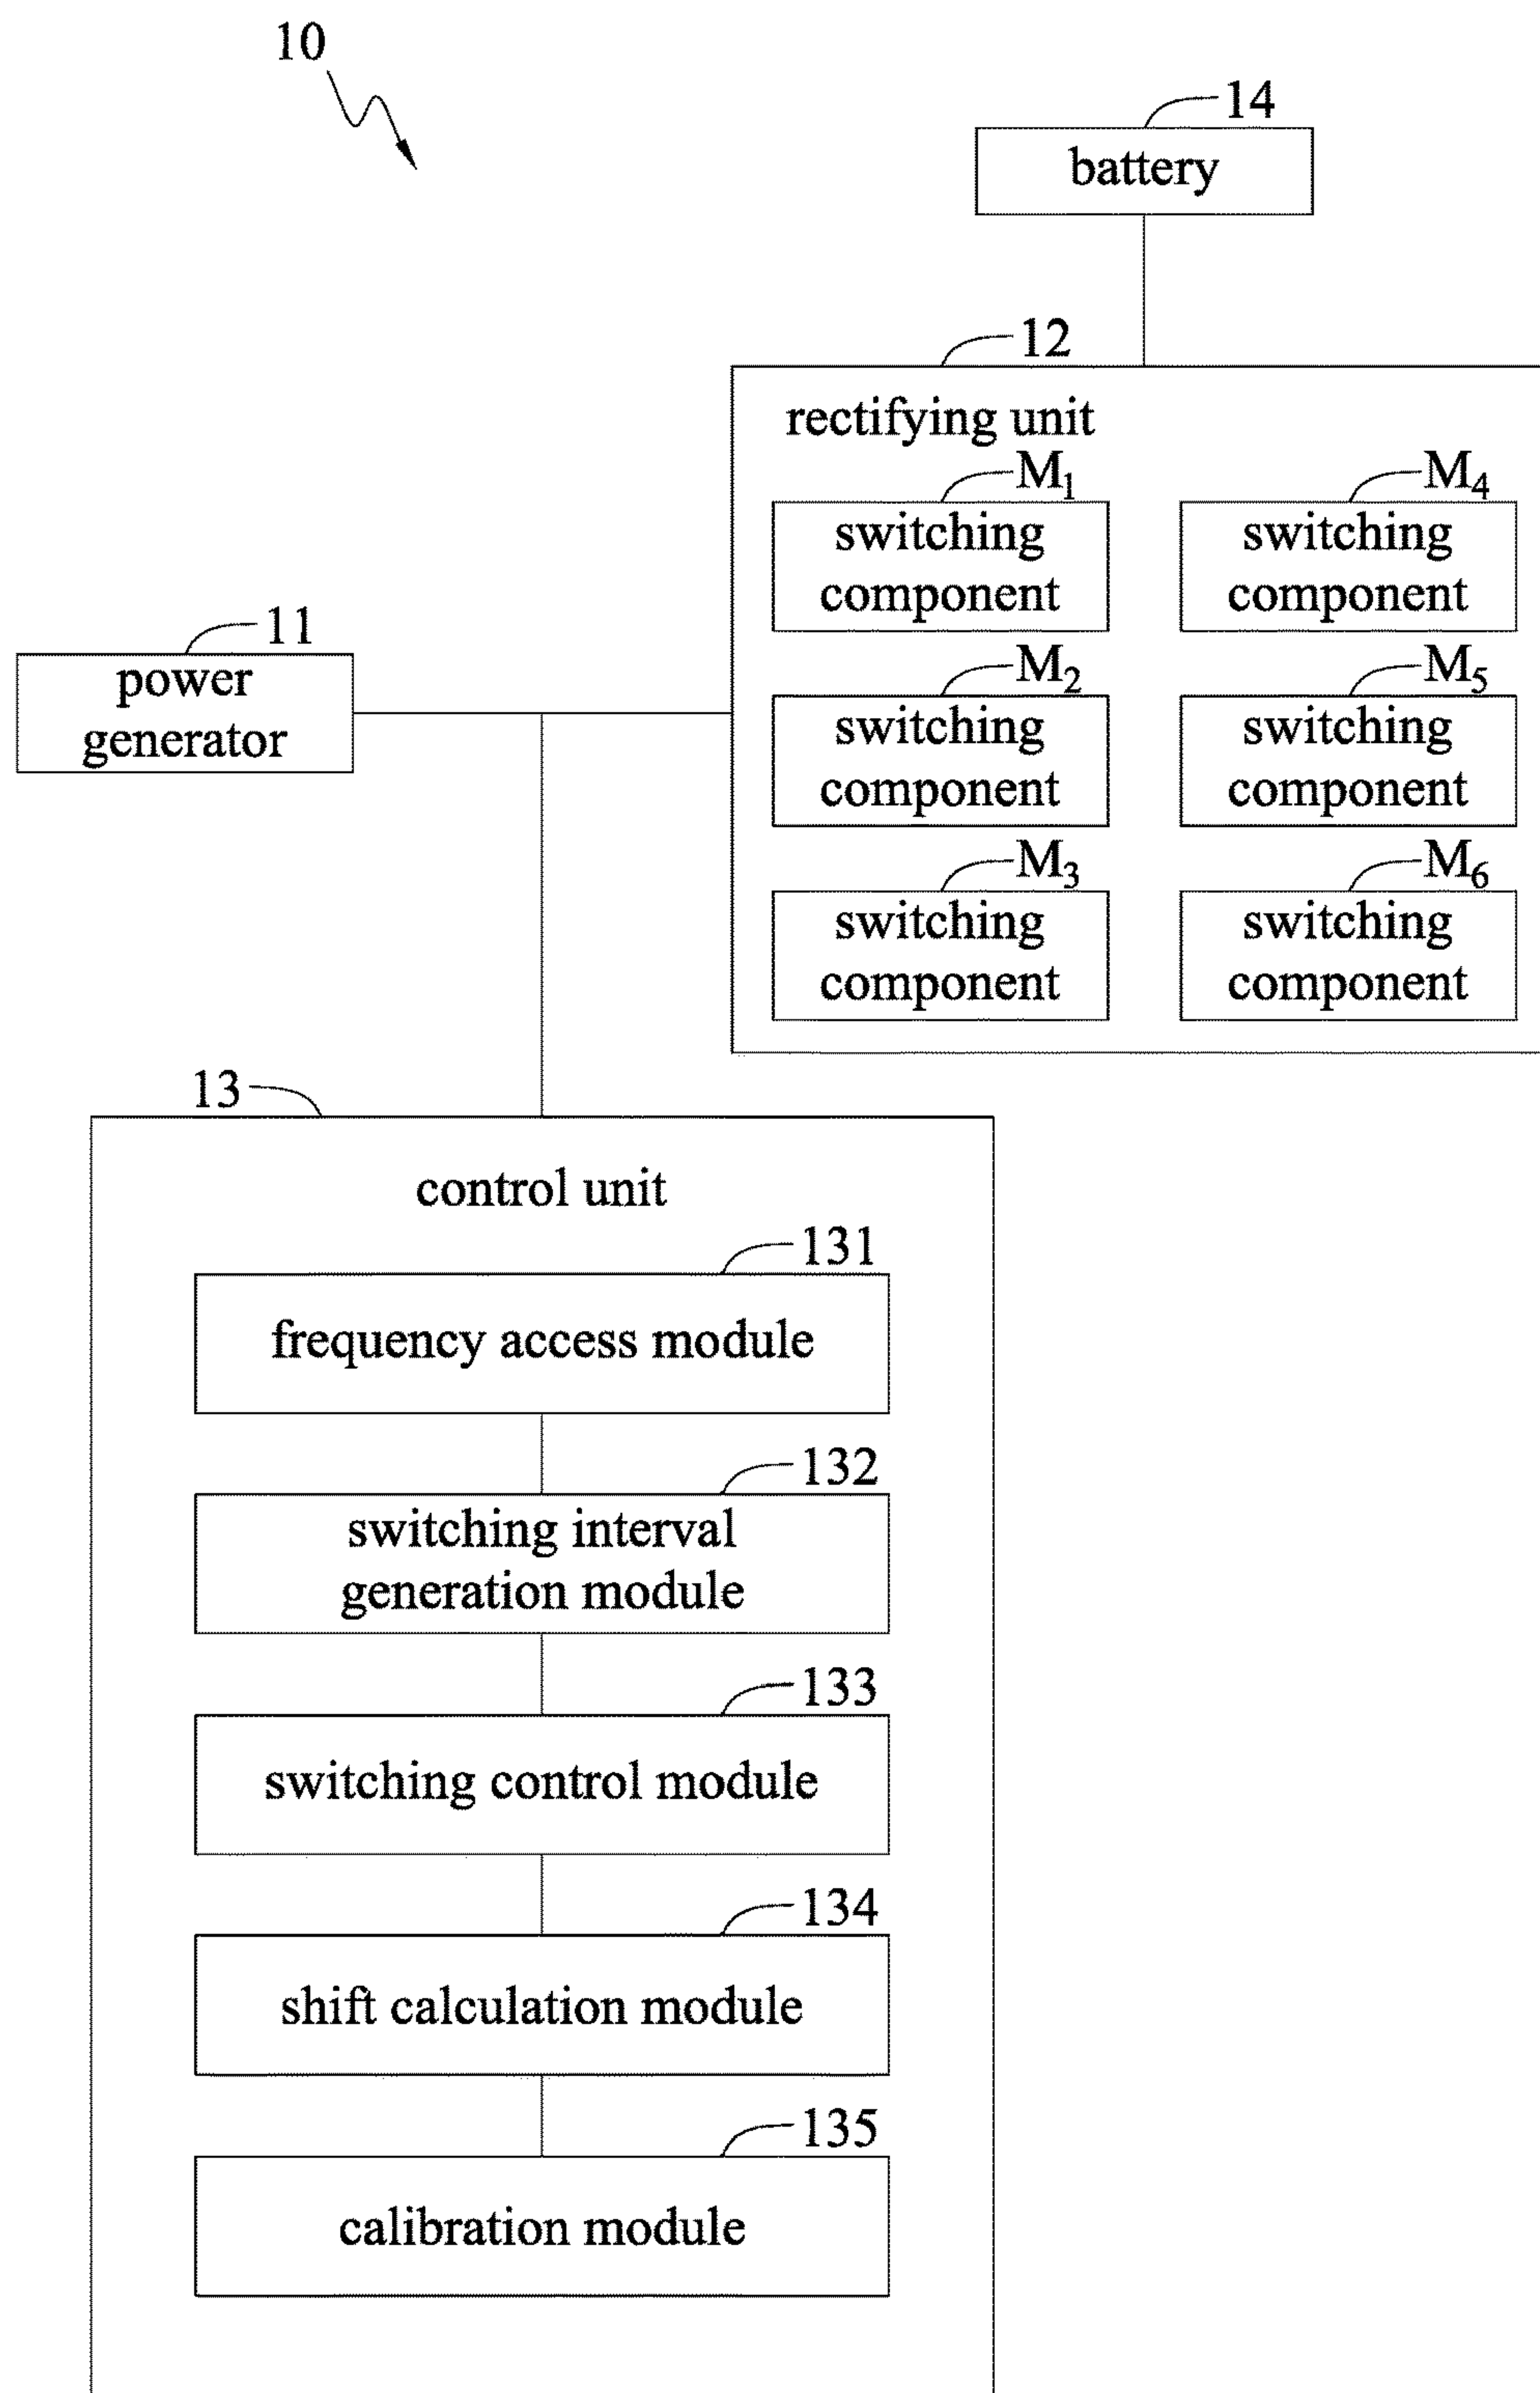 10
14
battery
12
rectifying unit
M1
M4
switching
component
switching
component
11
power
generator
M2
M5
switching
component
switching
component
M3
M6
switching
component
switching
component
13
control unit
131
frequency access module
132
switching interval
generation module
133
switching control module
134
shift calculation module
135
calibration module